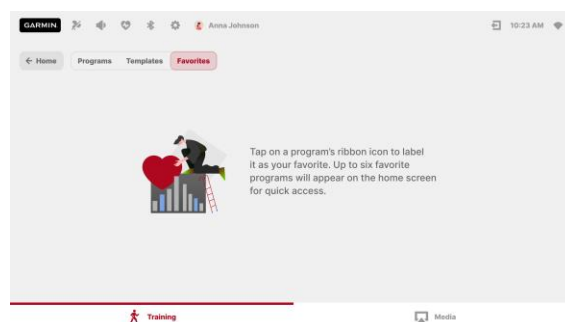 GARMIN Anna Johnson 10:23 AM
← Home Programs Templates Favorites
Tap on a program's ribbon icon to label
it as your favorite. Up to six favorite
programs will appear on the home screen
for quick access.
Training Media